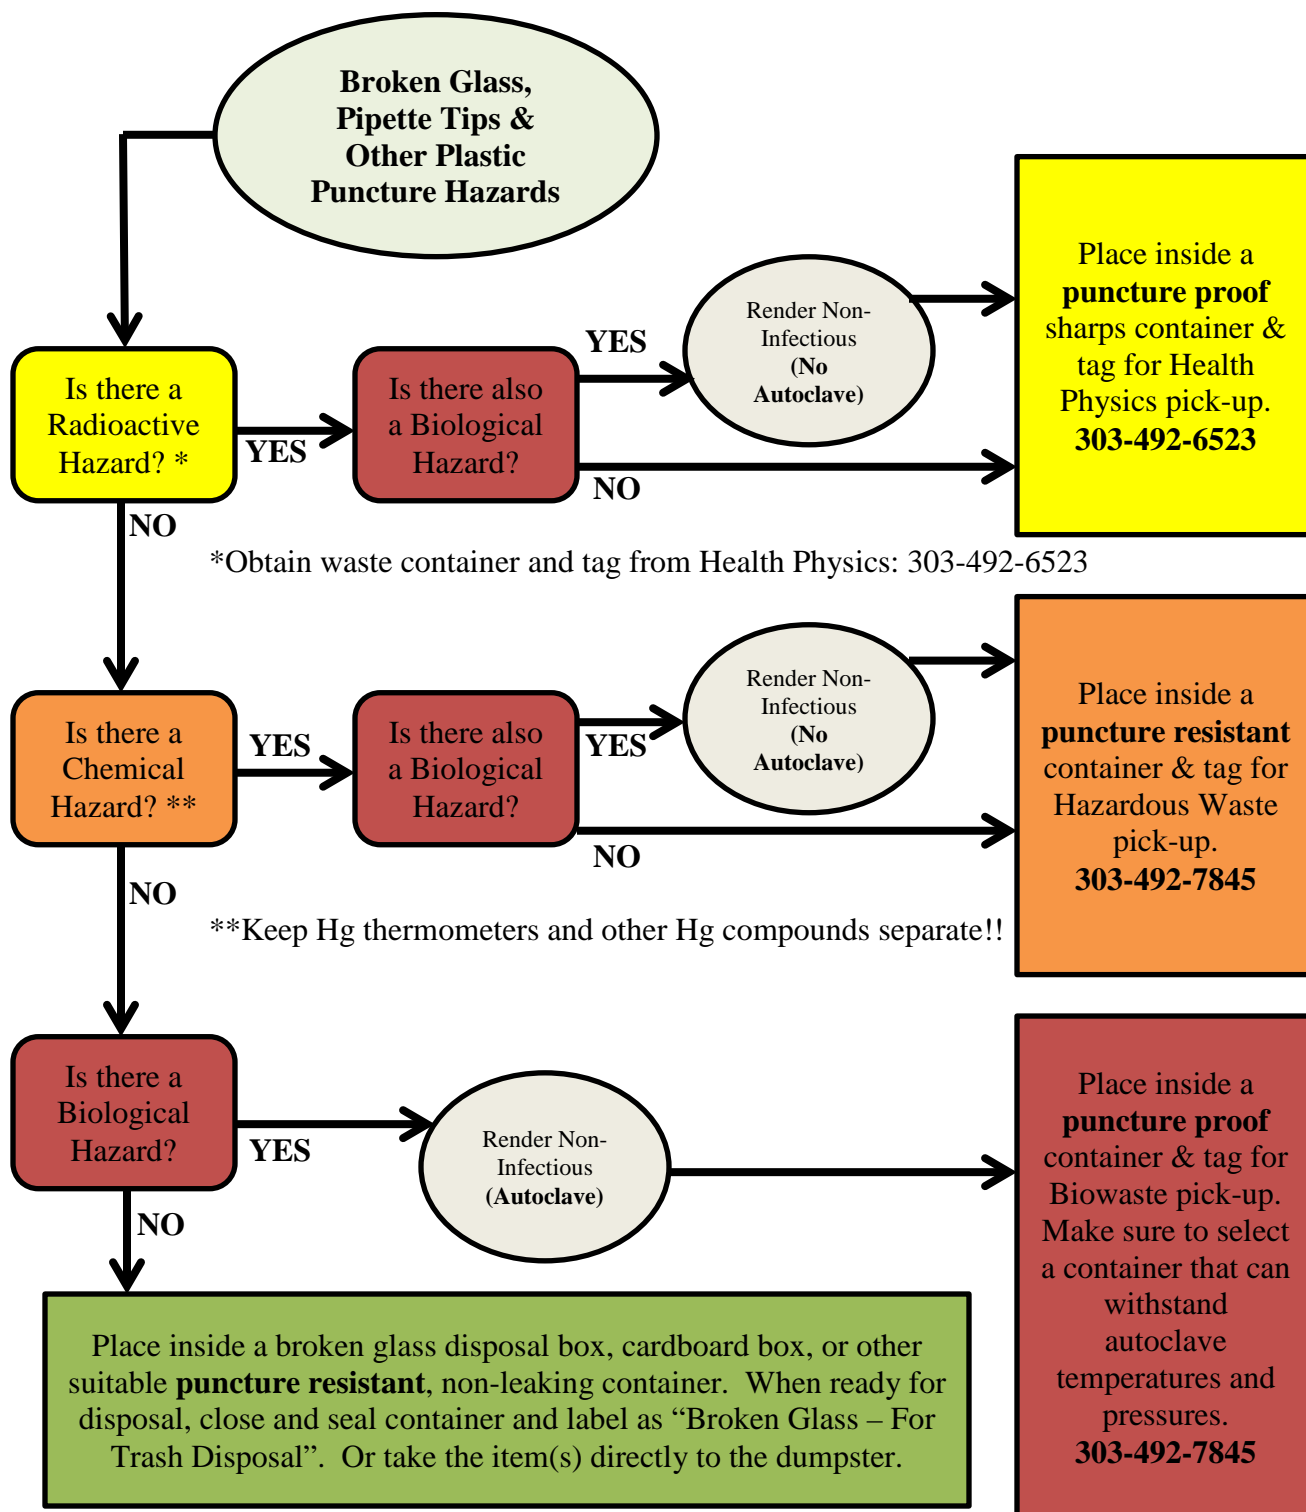 Broken Glass,
Pipette Tips &
Other Plastic
Puncture Hazards
Is there a
Radioactive
Hazard? *
YES
NO
Is there also
a Biological
Hazard?
YES
NO
Render Non-
Infectious
(No
Autoclave)
Place inside a
puncture proof
sharps container &
tag for Health
Physics pick-up.
303-492-6523
*Obtain waste container and tag from Health Physics: 303-492-6523
Is there a
Chemical
Hazard? **
YES
NO
Is there also
a Biological
Hazard?
YES
NO
Render Non-
Infectious
(No
Autoclave)
Place inside a
puncture resistant
container & tag for
Hazardous Waste
pick-up.
303-492-7845
**Keep Hg thermometers and other Hg compounds separate!!
Is there a
Biological
Hazard?
YES
NO
Render Non-
Infectious
(Autoclave)
Place inside a
puncture proof
container & tag for
Biowaste pick-up.
Make sure to select
a container that can
withstand
autoclave
temperatures and
pressures.
303-492-7845
Place inside a broken glass disposal box, cardboard box, or other
suitable puncture resistant, non-leaking container.  When ready for
disposal, close and seal container and label as “Broken Glass – For
Trash Disposal”.  Or take the item(s) directly to the dumpster.